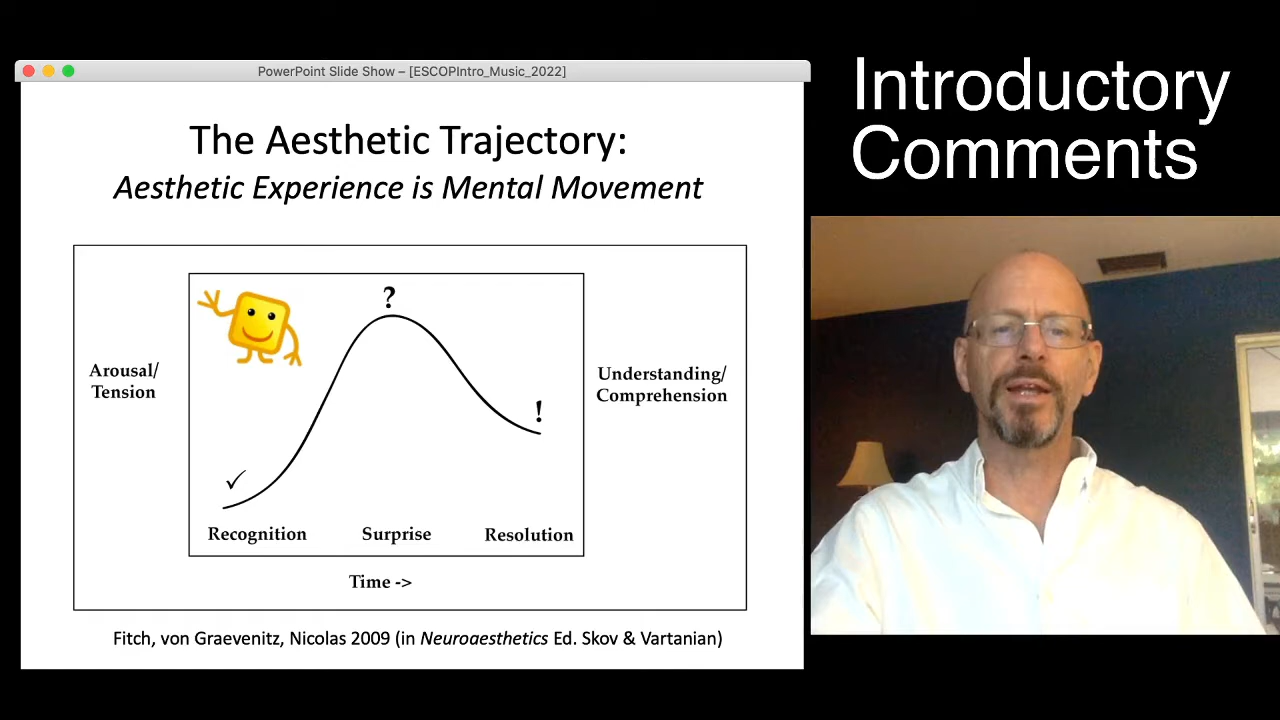 PowerPoint Slide Show – [ESCOPIntro_Music_2022]
Introductory
Comments
The Aesthetic Trajectory:
Aesthetic Experience is Mental Movement
?
Arousal/
Tension
Understanding/
Comprehension
!
✓
Recognition
Surprise
Resolution
Time ->
Fitch, von Graevenitz, Nicolas 2009 (in Neuroaesthetics Ed. Skov & Vartanian)